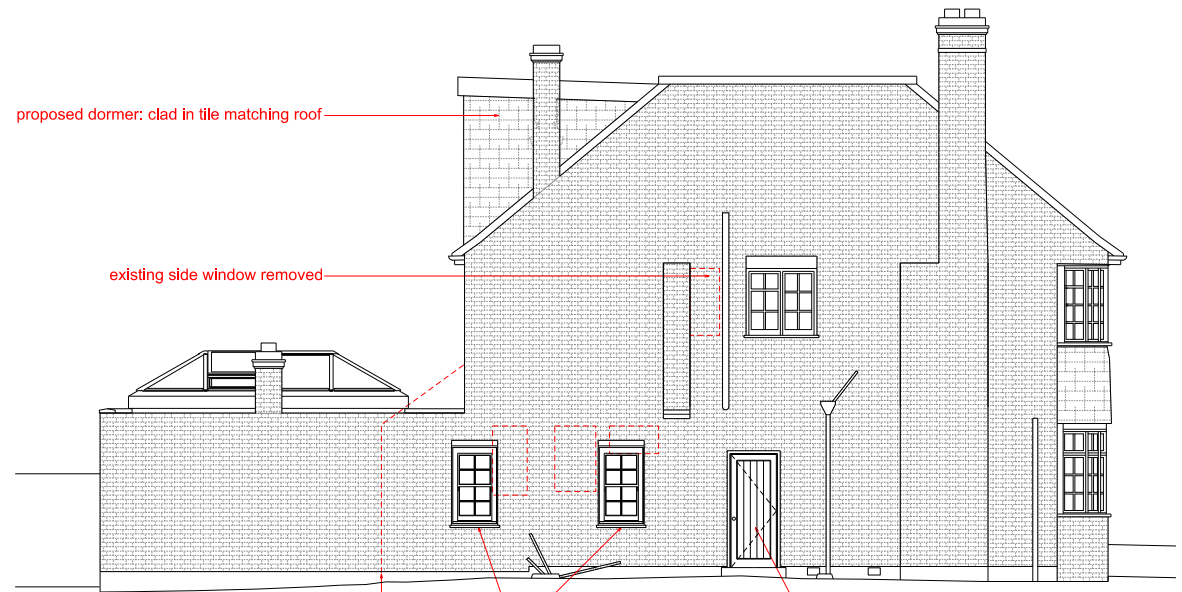 proposed dormer: clad in tile matching roof
existing side window removed